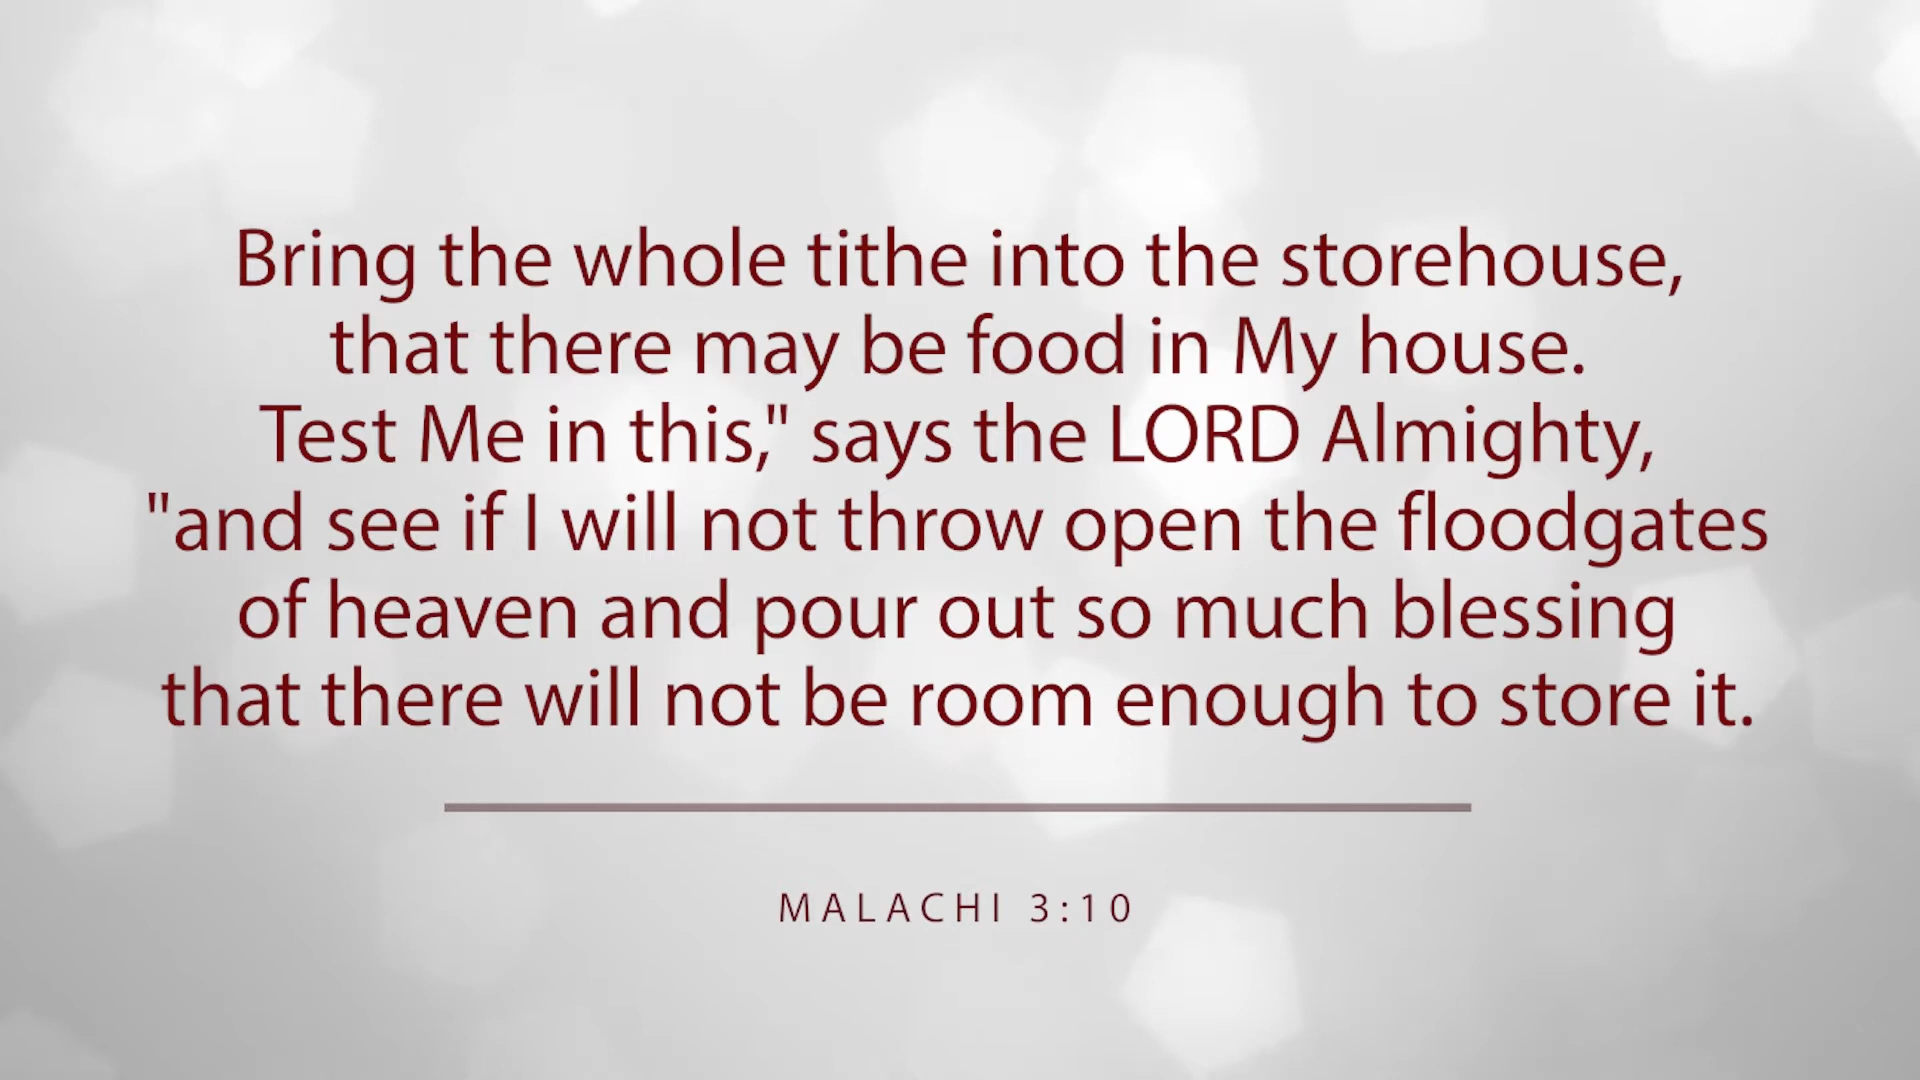 Bring the whole tithe into the storehouse,
that there may be food in My house.
Test Me in this," says the LORD Almighty,
"and see if I will not throw open the floodgates
of heaven and pour out so much blessing
that there will not be room enough to store it.
MALACHI 3:10